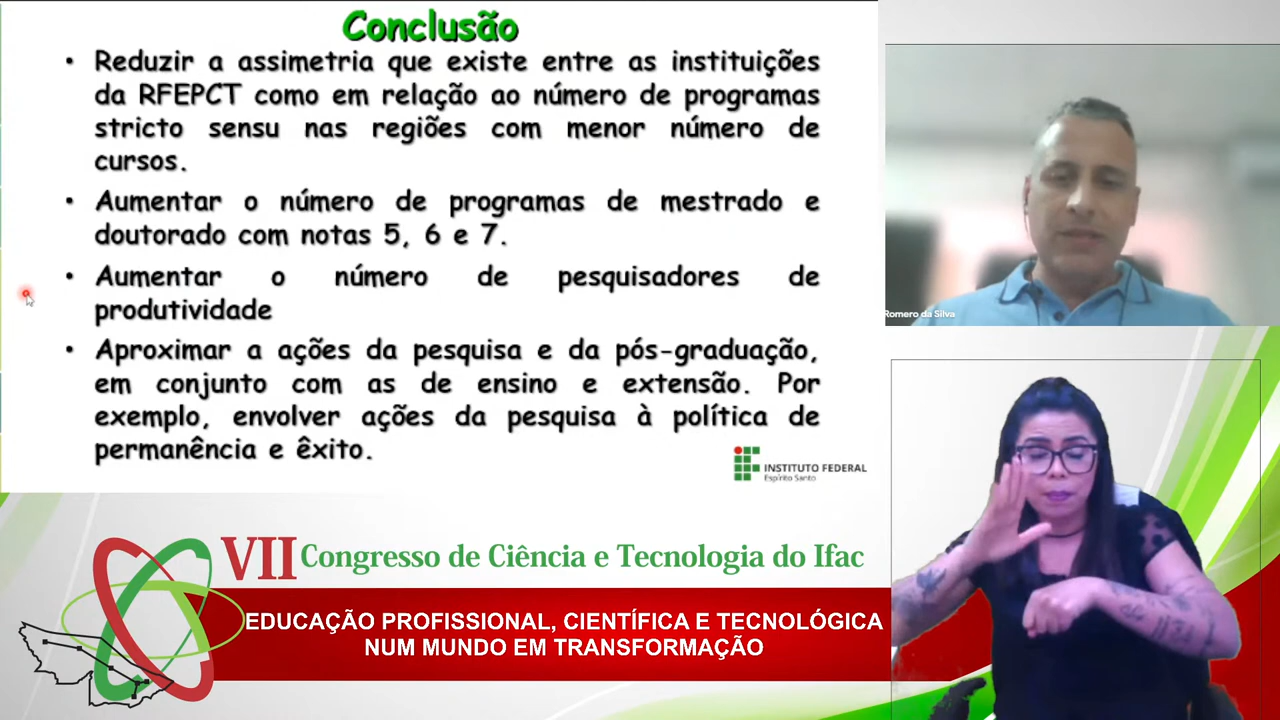 Conclusão
• Reduzir a assimetria que existe entre as instituições
da RFEPCT como em relação ao número de programas
stricto sensu nas regiões com menor número de
cursos.
• Aumentar o número de programas de mestrado e
doutorado com notas 5, 6 e 7.
• Aumentar o número de pesquisadores de
produtividade
• Aproximar a ações da pesquisa e da pós-graduação,
em conjunto com as de ensino e extensão. Por
exemplo, envolver ações da pesquisa à política de
permanência e êxito.
INSTITUTO FEDERAL
Espírito Santo
Romero da Silva
VII Congresso de Ciência e Tecnologia do Ifac
EDUCAÇÃO PROFISSIONAL, CIENTÍFICA E TECNOLÓGICA
NUM MUNDO EM TRANSFORMAÇÃO